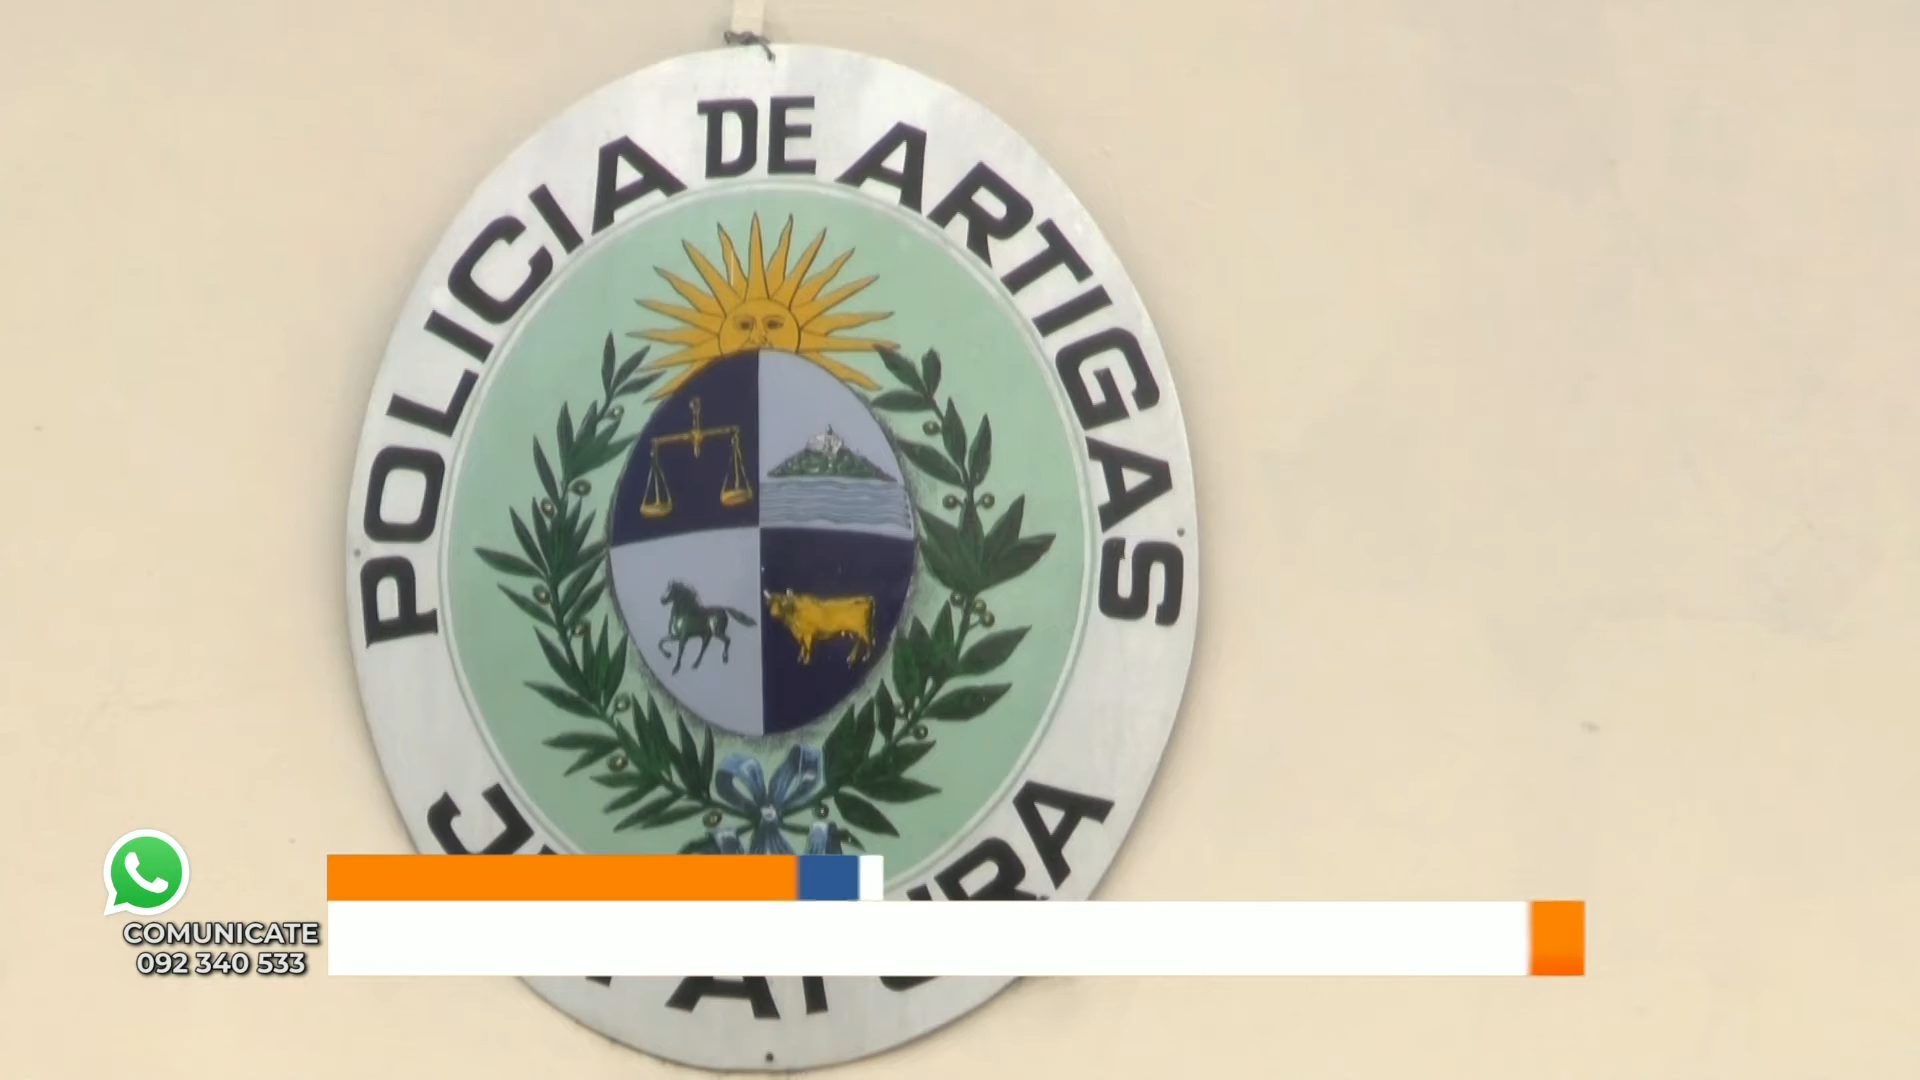 POLICIA DE ARTIGAS
COMUNICATE
092 340 533